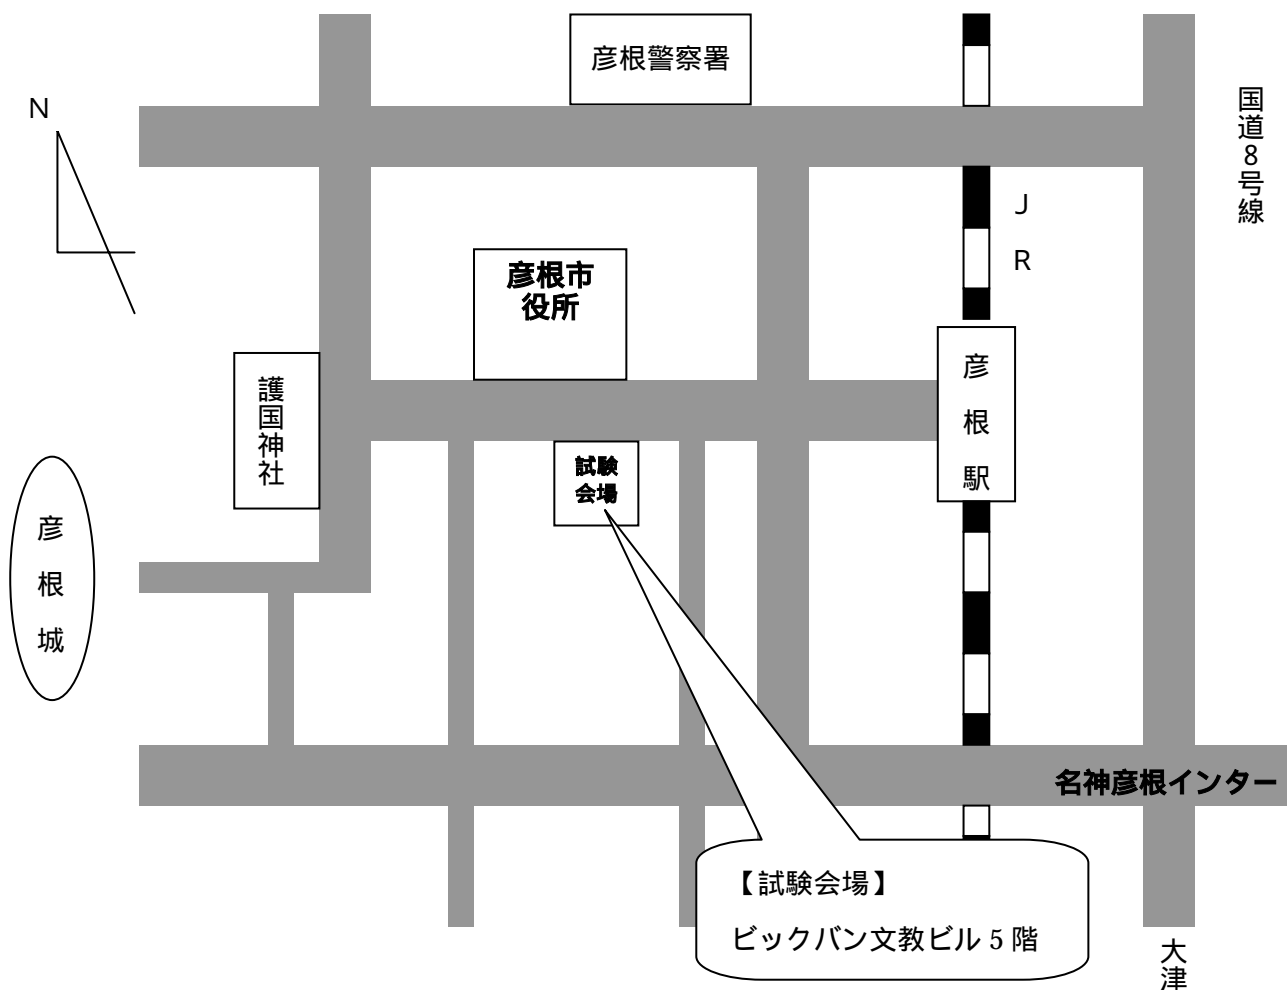 彦根警察署
N
国道8号線
J
R
彦根市
役所
護国神社
彦根駅
試験
会場
彦根城
名神彦根インター
【試験会場】
ビックバン文教ビル 5 階
大津